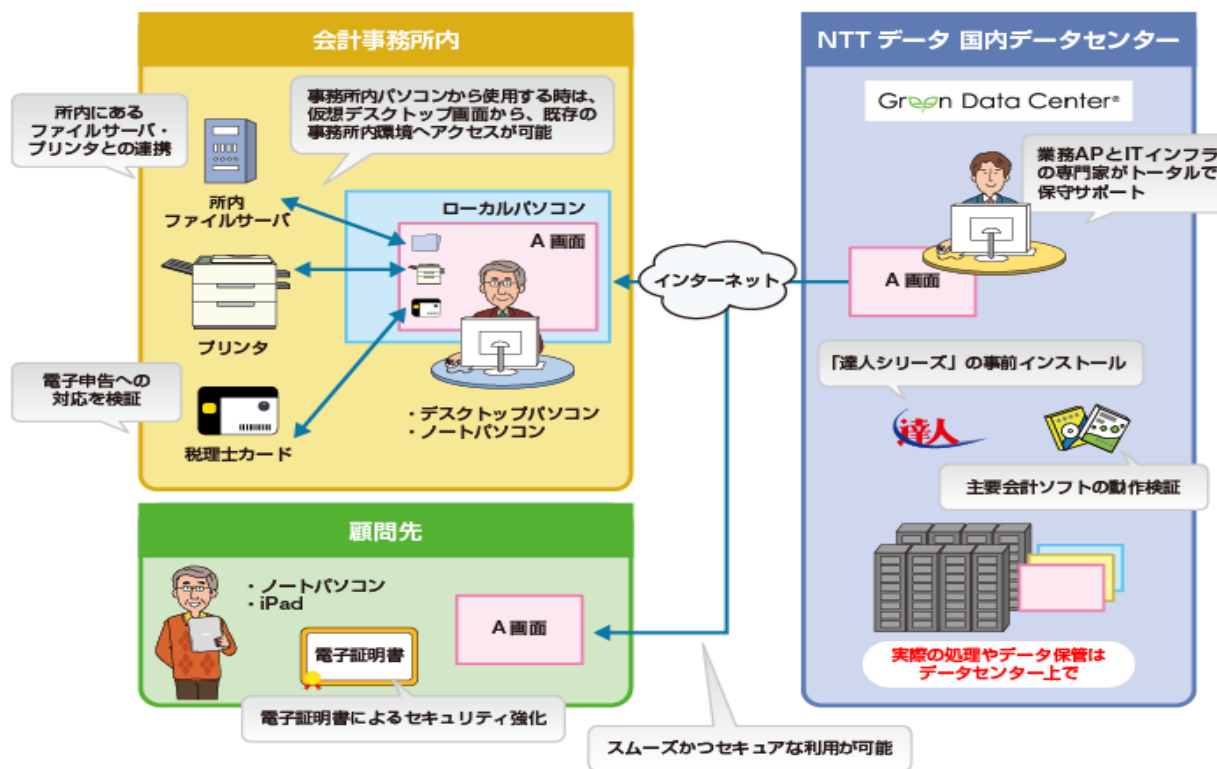 会計事務所内
所内にある
ファイルサーバ・
プリンタとの連携
事務所内パソコンから使用する時は、
仮想デスクトップ画面から、既存の
事務所内環境へアクセスが可能
所内
ファイルサーバ
ローカルパソコン
A 画面
プリンタ
電子申告への
対応を検証
税理士カード
・デスクトップパソコン
・ノートパソコン
インターネット
NTT データ 国内データセンター
Green Data Center®
業務APとITインフラ
の専門家がトータルで
保守サポート
A 画面
「達人シリーズ」の事前インストール
達人
主要会計ソフトの動作検証
実際の処理やデータ保管は
データセンター上で
顧問先
・ノートパソコン
・iPad
電子証明書
A 画面
電子証明書によるセキュリティ強化
スムーズかつセキュアな利用が可能